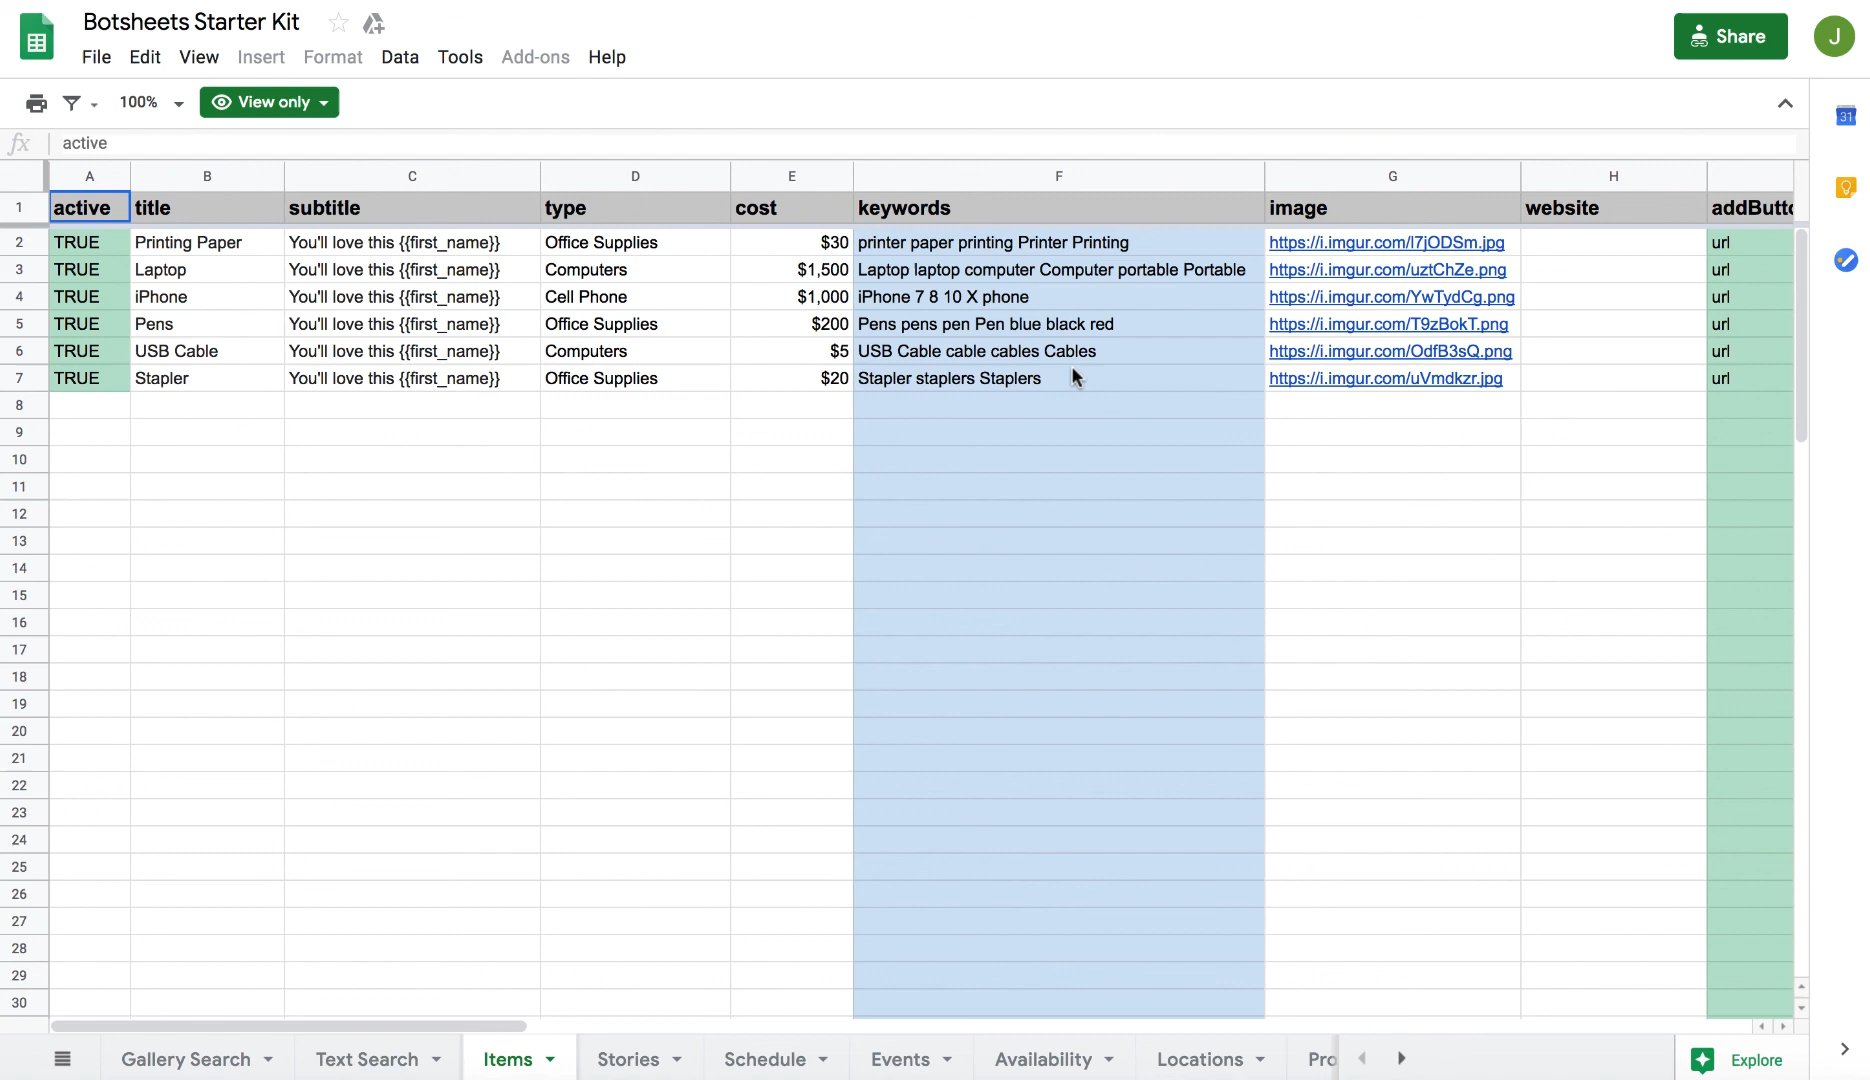 Botsheets Starter Kit
File Edit View Insert Format Data Tools Add-ons Help
Share
J
100% View only
31
fx active
A B C D E F G H
1 active title subtitle type cost keywords image website addButto
2 TRUE Printing Paper You'll love this {{first_name}} Office Supplies $30 printer paper printing Printer Printing https://i.imgur.com/l7jODSm.jpg url
3 TRUE Laptop You'll love this {{first_name}} Computers $1,500 Laptop laptop computer Computer portable Portable https://i.imgur.com/uztChZe.png url
4 TRUE iPhone You'll love this {{first_name}} Cell Phone $1,000 iPhone 7 8 10 X phone https://i.imgur.com/YwTydCg.png url
5 TRUE Pens You'll love this {{first_name}} Office Supplies $200 Pens pens pen Pen blue black red https://i.imgur.com/T9zBokT.png url
6 TRUE USB Cable You'll love this {{first_name}} Computers $5 USB Cable cable cables Cables https://i.imgur.com/OdfB3sQ.png url
7 TRUE Stapler You'll love this {{first_name}} Office Supplies $20 Stapler staplers Staplers https://i.imgur.com/uVmdkzr.jpg url
8
9
10
11
12
13
14
15
16
17
18
19
20
21
22
23
24
25
26
27
28
29
30
Gallery Search Text Search Items Stories Schedule Events Availability Locations Pro Explore